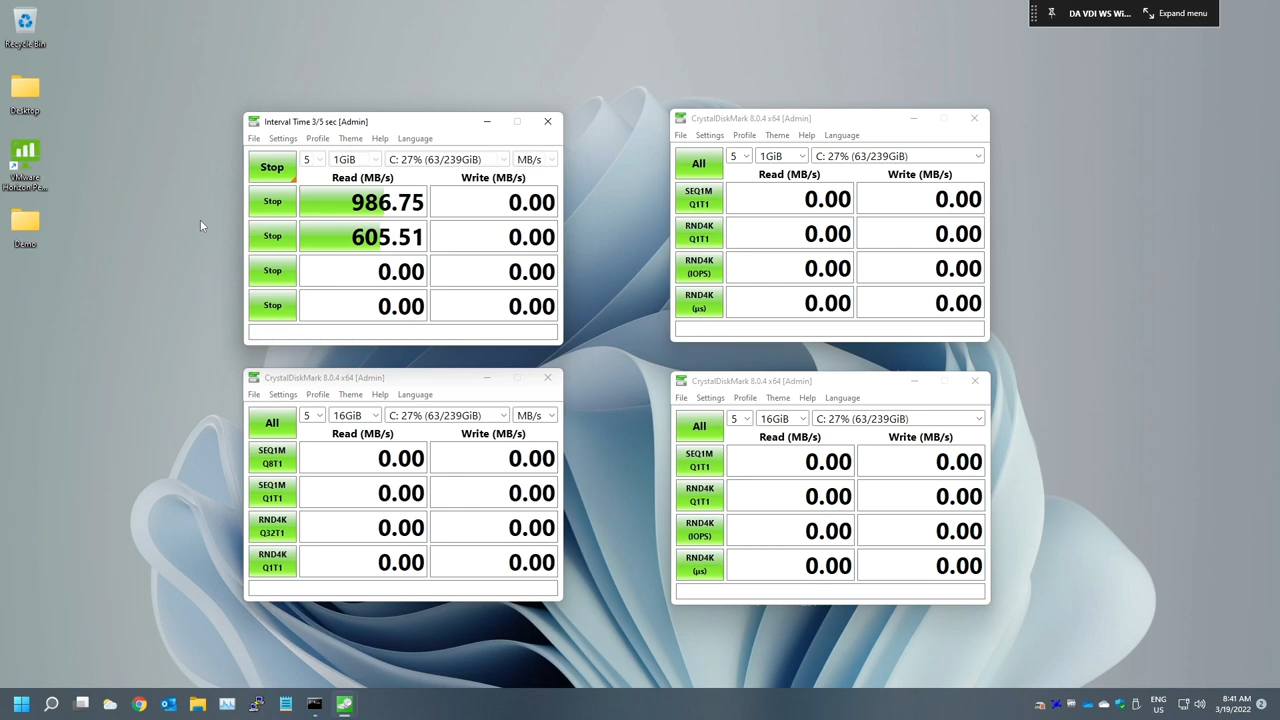 DA VDI WS Wi...
Expand menu
Recycle Bin
Desktop
VMware
Horizon Pe...
Demo
Interval Time 3/5 sec [Admin]
File Settings Profile Theme Help Language
Stop 5 1GiB C: 27% (63/239GiB) MB/s
Read (MB/s) Write (MB/s)
Stop 986.75 0.00
Stop 605.51 0.00
Stop 0.00 0.00
Stop 0.00 0.00
CrystalDiskMark 8.0.4 x64 [Admin]
File Settings Profile Theme Help Language
All 5 1GiB C: 27% (63/239GiB)
Read (MB/s) Write (MB/s)
SEQ1M
Q1T1 0.00 0.00
RND4K
Q1T1 0.00 0.00
RND4K
(IOPS) 0.00 0.00
RND4K
(μs) 0.00 0.00
CrystalDiskMark 8.0.4 x64 [Admin]
File Settings Profile Theme Help Language
All 5 16GiB C: 27% (63/239GiB) MB/s
Read (MB/s) Write (MB/s)
SEQ1M
Q8T1 0.00 0.00
SEQ1M
Q1T1 0.00 0.00
RND4K
Q32T1 0.00 0.00
RND4K
Q1T1 0.00 0.00
CrystalDiskMark 8.0.4 x64 [Admin]
File Settings Profile Theme Help Language
All 5 16GiB C: 27% (63/239GiB)
Read (MB/s) Write (MB/s)
SEQ1M
Q1T1 0.00 0.00
RND4K
Q1T1 0.00 0.00
RND4K
(IOPS) 0.00 0.00
RND4K
(μs) 0.00 0.00
ENG
US
8:41 AM
3/19/2022
2